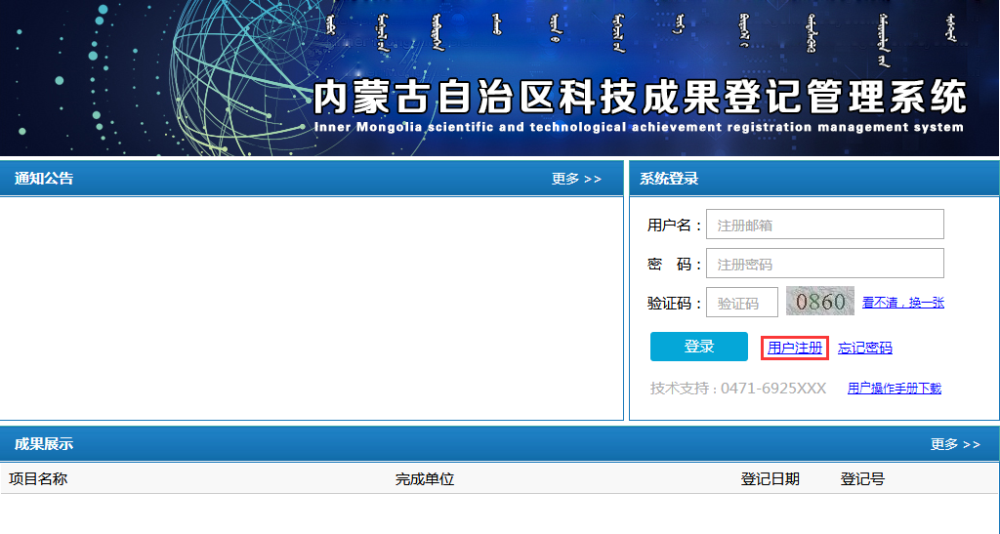 内蒙古自治区科技成果登记管理系统
Inner Mongolia scientific and technological achievement registration management system
通知公告 更多 >>
系统登录
用户名： 注册邮箱
密 码： 注册密码
验证码： 验证码 0860 看不清，换一张
登录 用户注册 忘记密码
技术支持：0471-6925XXX 用户操作手册下载
成果展示 更多 >>
项目名称 完成单位 登记日期 登记号